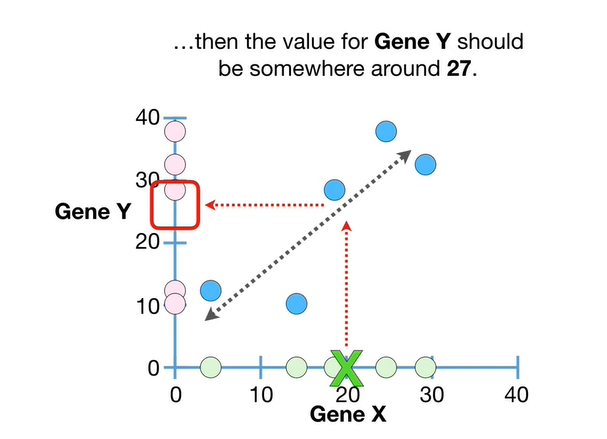 …then the value for Gene Y should
be somewhere around 27.
40
30
Gene Y
20
10
0
0 10 20 30 40
Gene X